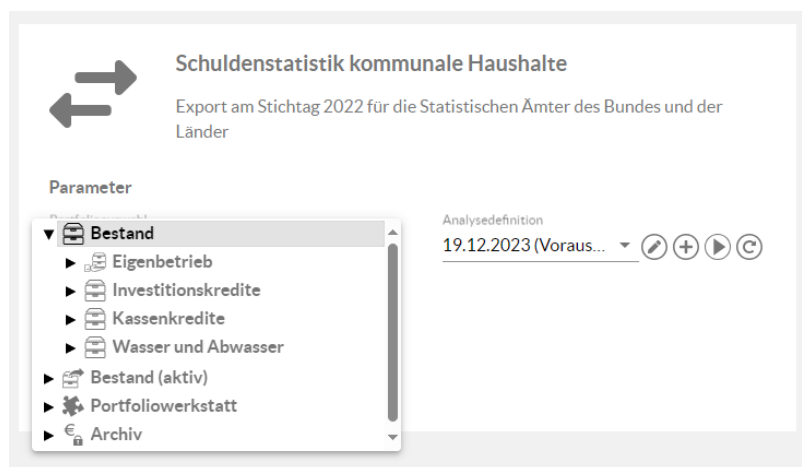 Schuldenstatistik kommunale Haushalte
Export am Stichtag 2022 für die Statistischen Ämter des Bundes und der
Länder
Parameter
Analysedefinition
19.12.2023 (Voraus...
Bestand
Eigenbetrieb
Investitionskredite
Kassenkredite
Wasser und Abwasser
Bestand (aktiv)
Portfoliowerkstatt
Archiv